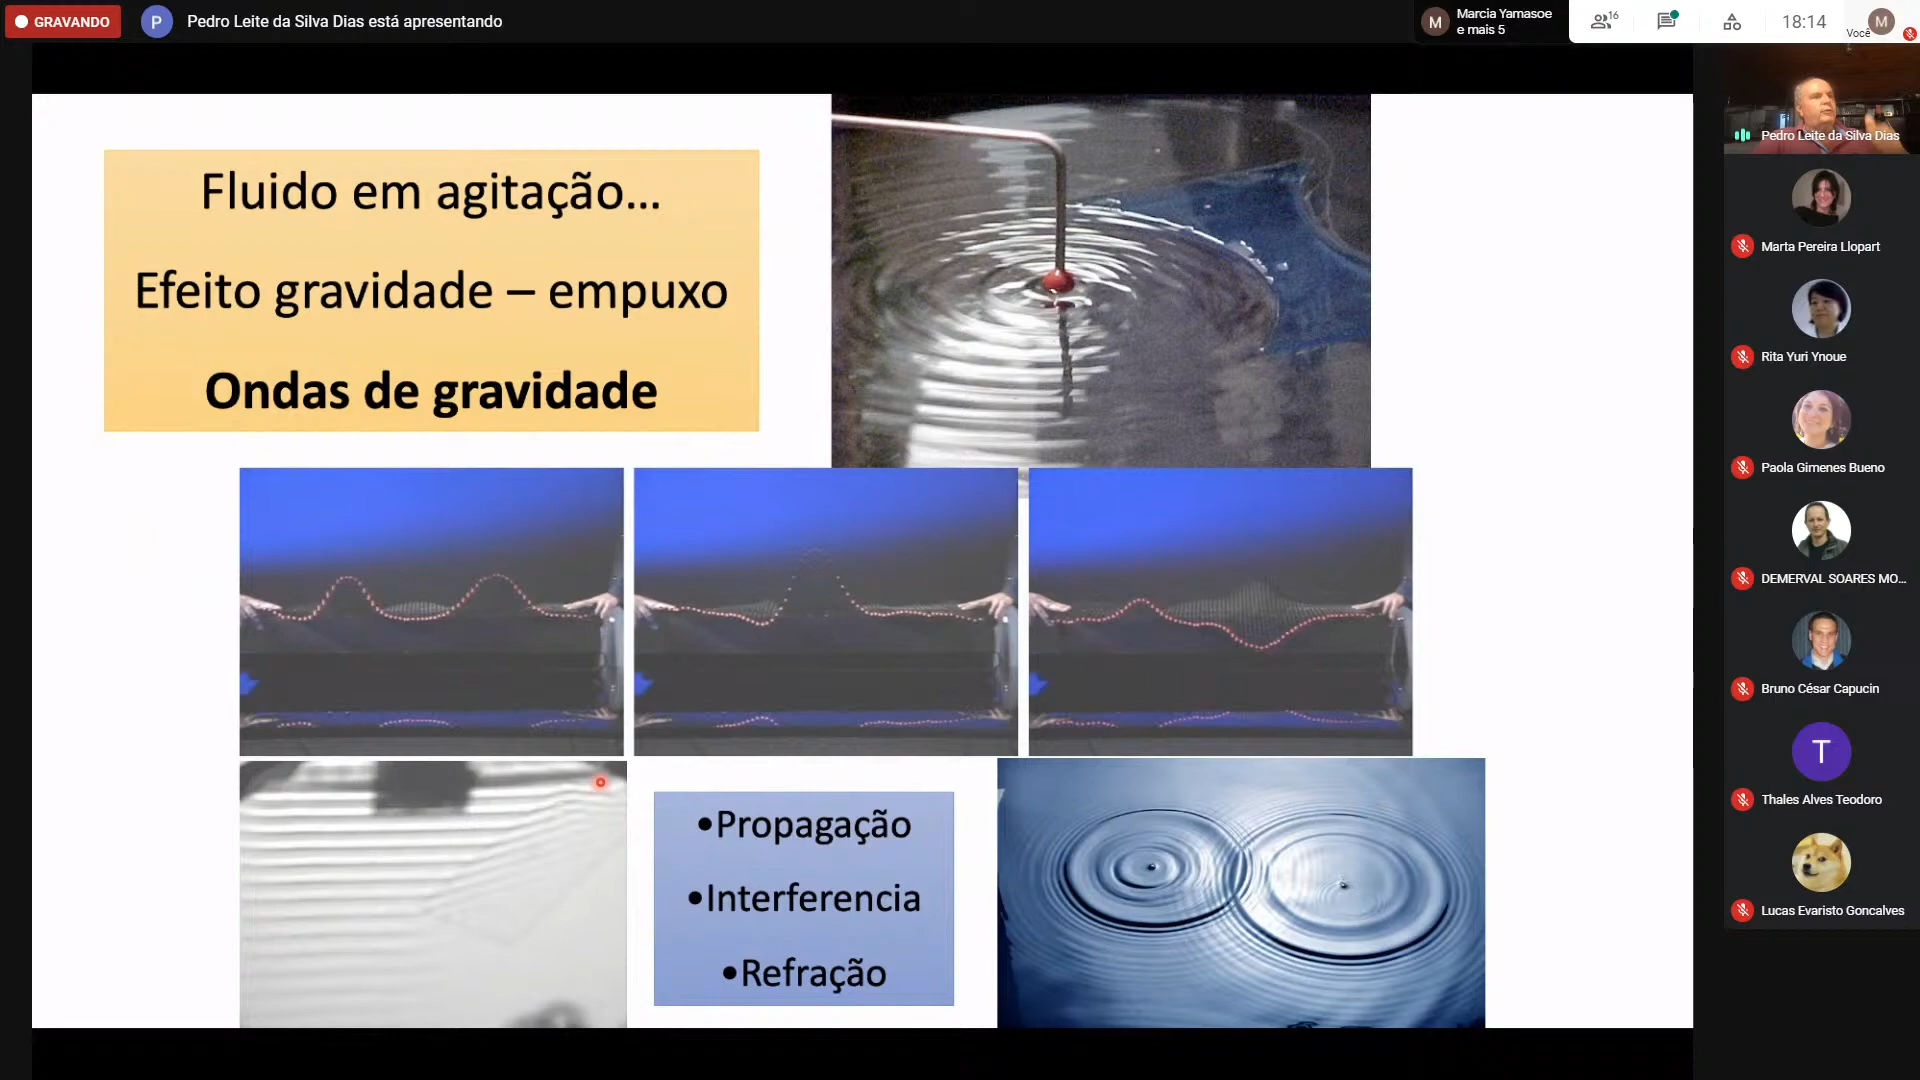 GRAVANDO
P
Pedro Leite da Silva Dias está apresentando
M
Marcia Yamasoe
e mais 5
16
18:14
Você
M
Fluido em agitação...
Efeito gravidade – empuxo
Ondas de gravidade
•Propagação
•Interferencia
•Refração
Pedro Leite da Silva Dias
Marta Pereira Llopart
Rita Yuri Ynoue
Paola Gimenes Bueno
DEMERVAL SOARES MO...
Bruno César Capucin
T
Thales Alves Teodoro
Lucas Evaristo Goncalves